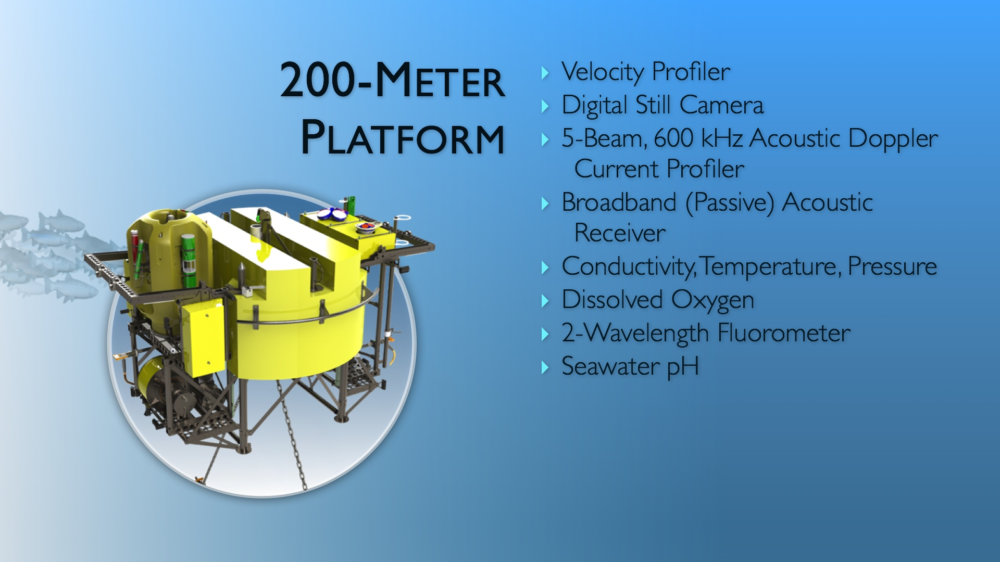 200-Meter
Platform
Velocity Profiler
Digital Still Camera
5-Beam, 600 kHz Acoustic Doppler
Current Profiler
Broadband (Passive) Acoustic
Receiver
Conductivity, Temperature, Pressure
Dissolved Oxygen
2-Wavelength Fluorometer
Seawater pH